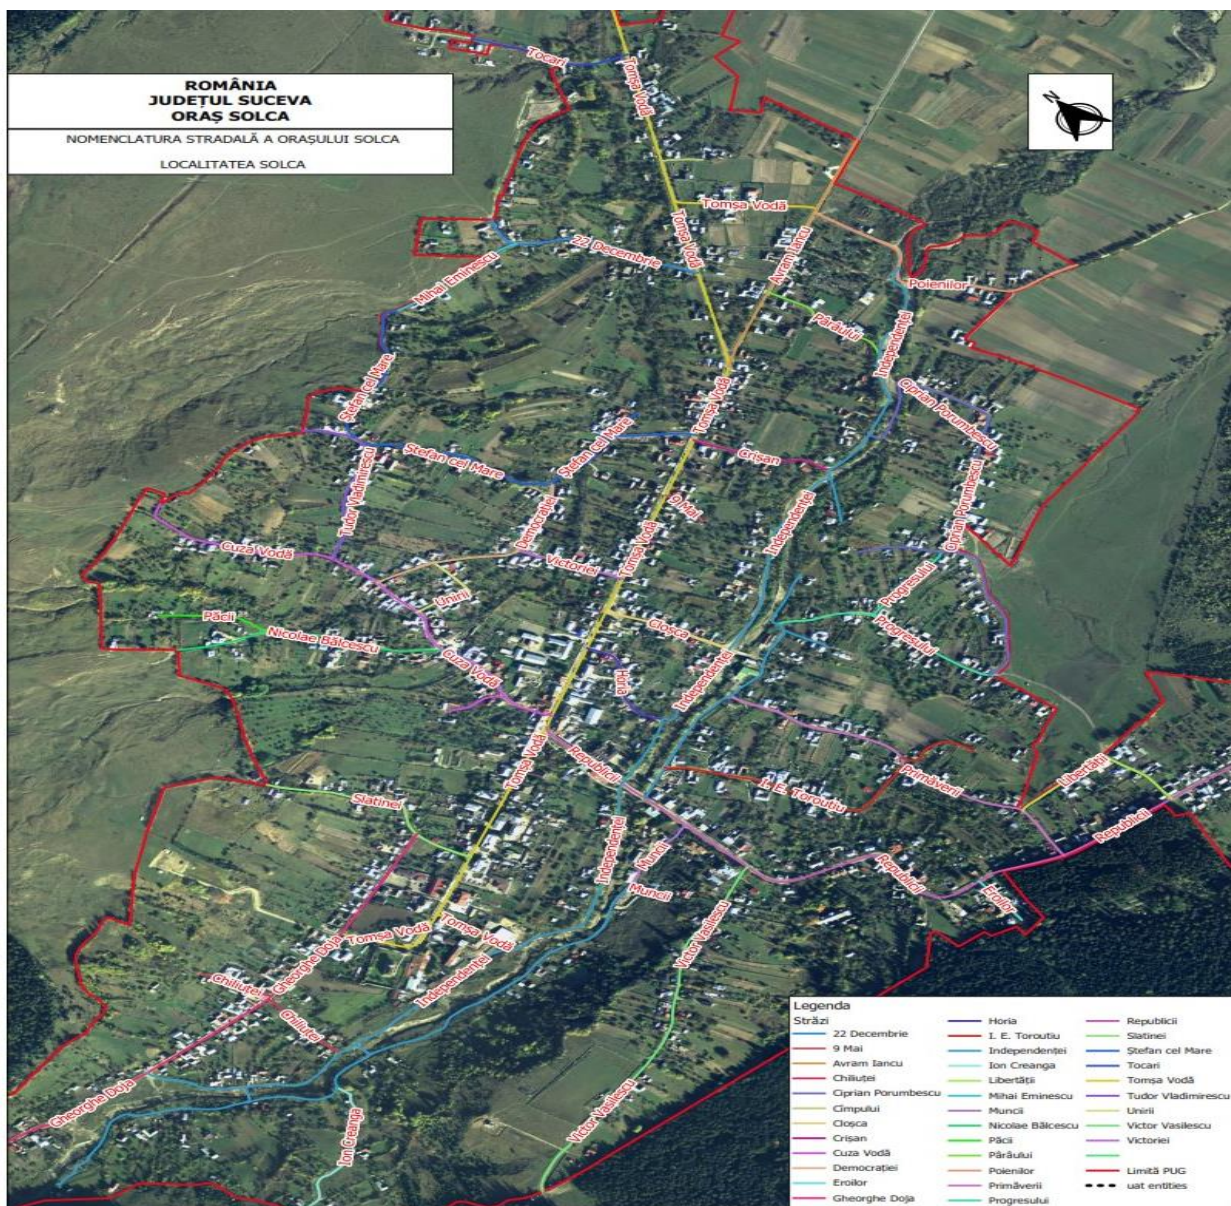 ROMÂNIA
JUDEȚUL SUCEVA
ORAȘ SOLCA
NOMENCLATURA STRADALĂ A ORAȘULUI SOLCA
LOCALITATEA SOLCA
N
Tocari
Tomșa Vodă
Tomșa Vodă
Tomșa Vodă
Avram Iancu
22 Decembrie
Mihai Eminescu
Poienilor
Pârâului
Independenței
Ștefan cel Mare
Tomșa Vodă
Ciprian Porumbescu
Ștefan cel Mare
Ștefan cel Mare
Crișan
Tudor Vladimirescu
9 Mai
Independenței
Ciprian Porumbescu
Democrației
Cuza Vodă
Victoriei
Tomșa Vodă
Unirii
Progresului
Păcii
Nicolae Bălcescu
Cloșca
Progresului
Cuza Vodă
Horia
Independenței
Tomșa Vodă
Republicii
Primăverii
Libertății
I. E. Toroutiu
Slatinei
Republicii
Independenței
Muncii
Republicii
Muncii
Eroilor
Victor Vasilescu
Tomșa Vodă
Tomșa Vodă
Gheorghe Doja
Independenței
Chiliuței
Chiliuței
Gheorghe Doja
Ion Creanga
Victor Vasilescu
Legenda
Străzi
22 Decembrie
9 Mai
Avram Iancu
Chiliuței
Ciprian Porumbescu
Cîmpului
Cloșca
Crișan
Cuza Vodă
Democrației
Eroilor
Gheorghe Doja
Horia
I. E. Toroutiu
Independenței
Ion Creanga
Libertății
Mihai Eminescu
Muncii
Nicolae Bălcescu
Păcii
Pârâului
Poienilor
Primăverii
Progresului
Republicii
Slatinei
Ștefan cel Mare
Tocari
Tomșa Vodă
Tudor Vladimirescu
Unirii
Victor Vasilescu
Victoriei
Limită PUG
uat entities